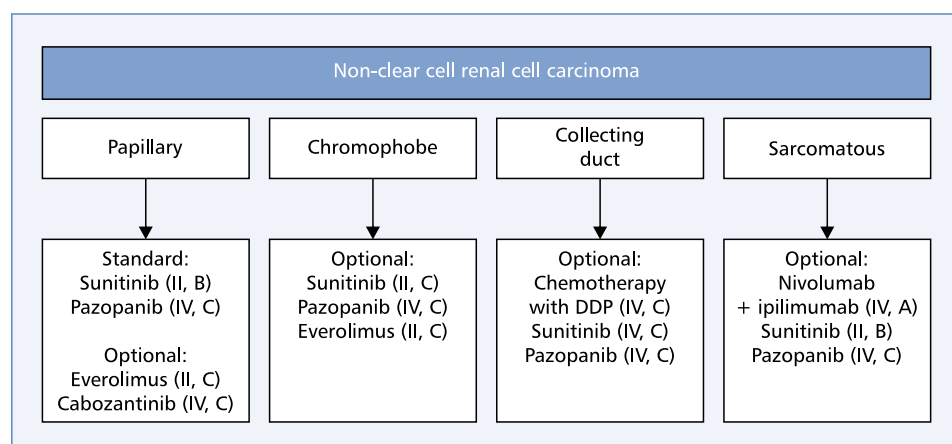 Non-clear cell renal cell carcinoma
Papillary
Chromophobe
Collecting
duct
Sarcomatous
Standard:
Sunitinib (II, B)
Pazopanib (IV, C)
Optional:
Everolimus (II, C)
Cabozantinib (IV, C)
Optional:
Sunitinib (II, C)
Pazopanib (IV, C)
Everolimus (II, C)
Optional:
Chemotherapy
with DDP (IV, C)
Sunitinib (IV, C)
Pazopanib (IV, C)
Optional:
Nivolumab
+ ipilimumab (IV, A)
Sunitinib (II, B)
Pazopanib (IV, C)